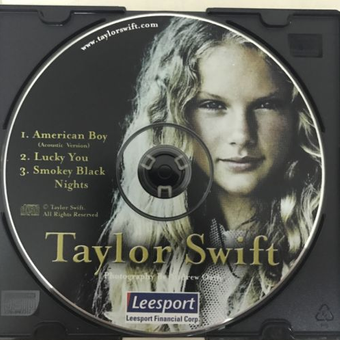 www.taylorswift.com
1. American Boy
(Acoustic Version)
2. Lucky You
3. Smokey Black
Nights
© Taylor Swift.
All Rights Reserved
Taylor Swift
Photography by Andrew Orth
Leesport
Leesport Financial Corp.